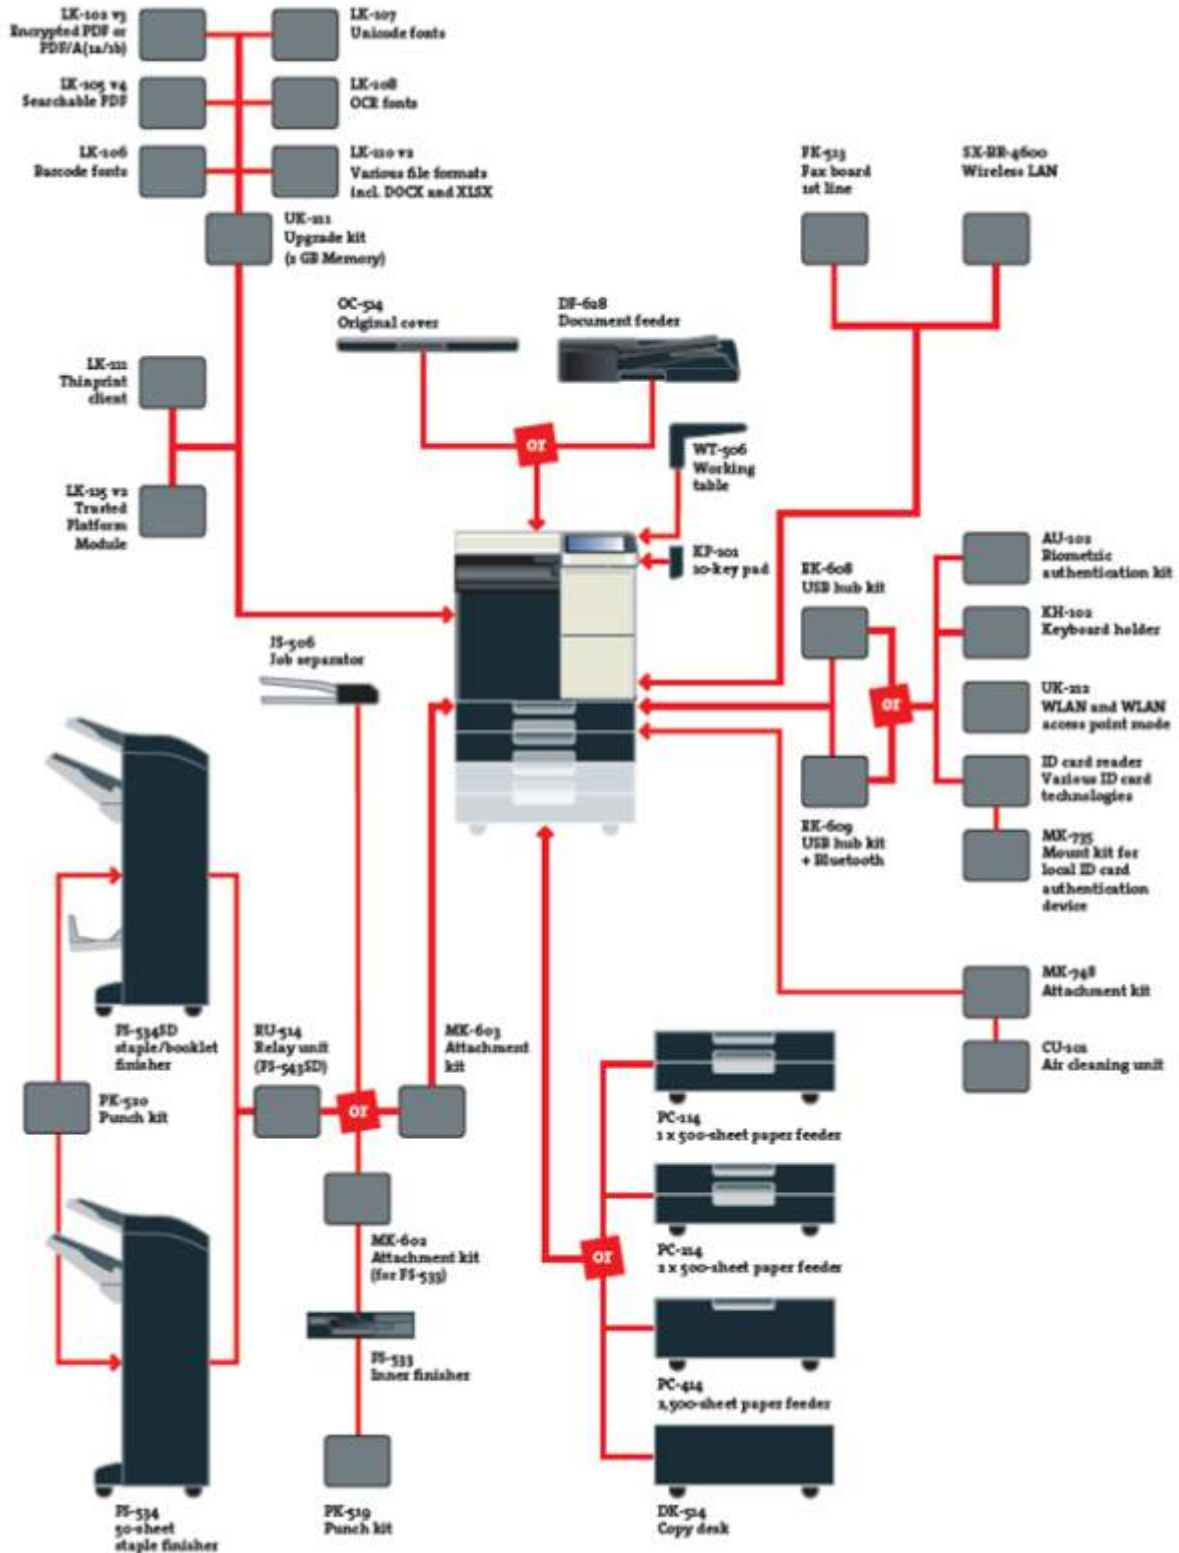 LK-102 v3
Encrypted PDF or
PDF/A(1a/1b)
LK-107
Unicode fonts
LK-105 v4
Searchable PDF
LK-108
OCR fonts
LK-106
Barcode fonts
LK-110 v2
Various file formats
incl. DOCX and XLSX
UK-211
Upgrade kit
(2 GB Memory)
FK-513
Fax board
1st line
SX-BR-4600
Wireless LAN
OC-514
Original cover
DF-628
Document feeder
LK-111
Thinprint
client
or
WT-506
Working
table
LK-115 v2
Trusted
Platform
Module
KP-101
10-key pad
AU-102
Biometric
authentication kit
EK-608
USB hub kit
KH-102
Keyboard holder
JS-506
Job separator
UK-212
WLAN and WLAN
access point mode
or
ID card reader
Various ID card
technologies
EK-609
USB hub kit
+ Bluetooth
MK-735
Mount kit for
local ID card
authentication
device
MK-748
Attachment kit
CU-101
Air cleaning unit
FS-534SD
staple/booklet
finisher
RU-514
Relay unit
(FS-543SD)
MK-603
Attachment
kit
PK-520
Punch kit
or
PC-114
1 x 500-sheet paper feeder
MK-602
Attachment kit
(for FS-533)
or
PC-214
2 x 500-sheet paper feeder
FS-533
Inner finisher
PC-414
2,500-sheet paper feeder
FS-534
50-sheet
staple finisher
PK-519
Punch kit
DK-514
Copy desk